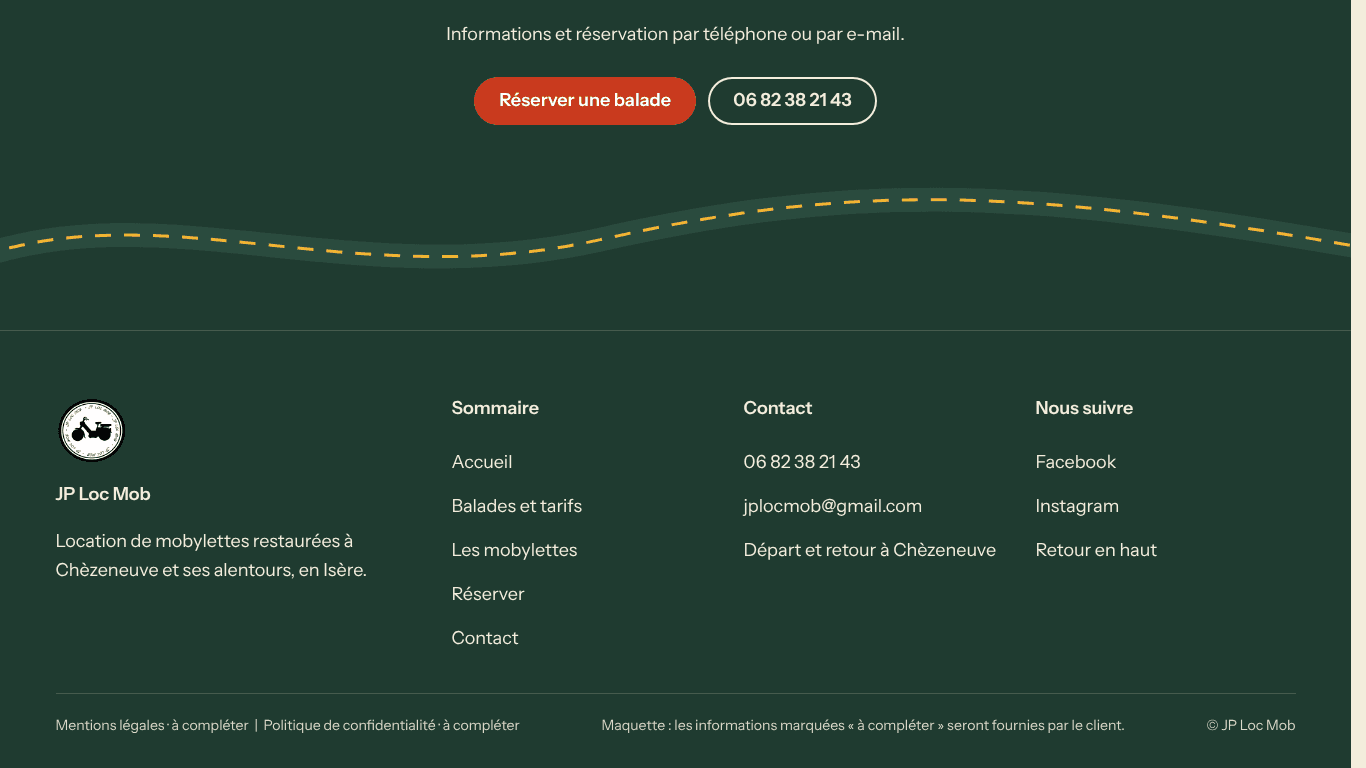 Informations et réservation par téléphone ou par e-mail.
Réserver une balade
06 82 38 21 43
JP Loc Mob
Location de mobylettes restaurées à
Chèzeneuve et ses alentours, en Isère.
Sommaire
Accueil
Balades et tarifs
Les mobylettes
Réserver
Contact
Contact
06 82 38 21 43
jplocmob@gmail.com
Départ et retour à Chèzeneuve
Nous suivre
Facebook
Instagram
Retour en haut
Mentions légales · à compléter | Politique de confidentialité · à compléter
Maquette : les informations marquées « à compléter » seront fournies par le client.
© JP Loc Mob